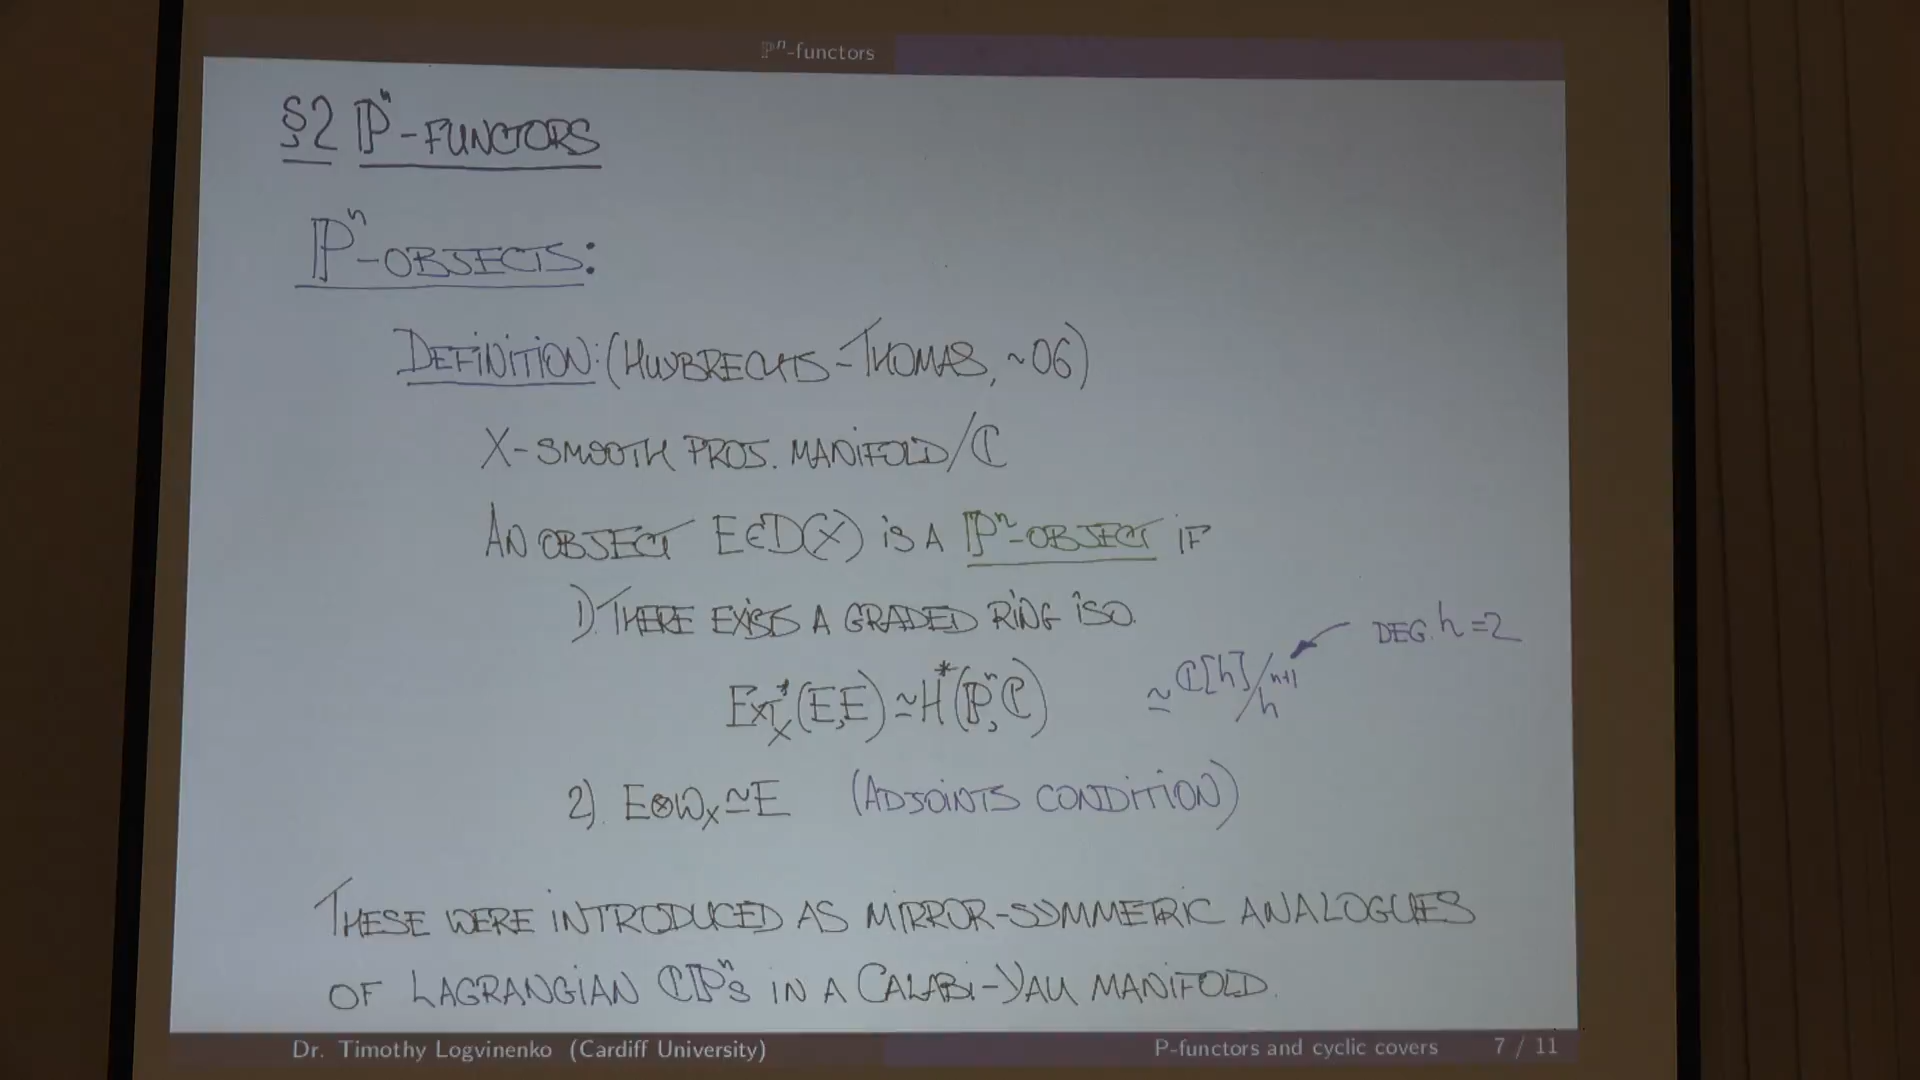 ℙⁿ-functors
§2 ℙⁿ-FUNCTORS
ℙⁿ-OBJECTS:
DEFINITION: (HUYBRECHTS-THOMAS, ~06)
X-SMOOTH PROJ. MANIFOLD/ℂ
AN OBJECT E∈D(X) IS A ℙⁿ-OBJECT IF
1). THERE EXISTS A GRADED RING ISO.
Ext*_X(E,E) ≃ H*(ℙⁿ,ℂ) ≃ ℂ[h]/hⁿ⁺¹ DEG. h=2
2). E⊗ω_X ≃ E (ADJOINTS CONDITION)
THESE WERE INTRODUCED AS MIRROR-SYMMETRIC ANALOGUES
OF LAGRANGIAN ℂℙⁿs IN A CALABI-YAU MANIFOLD.
Dr. Timothy Logvinenko (Cardiff University) P-functors and cyclic covers 7 / 11